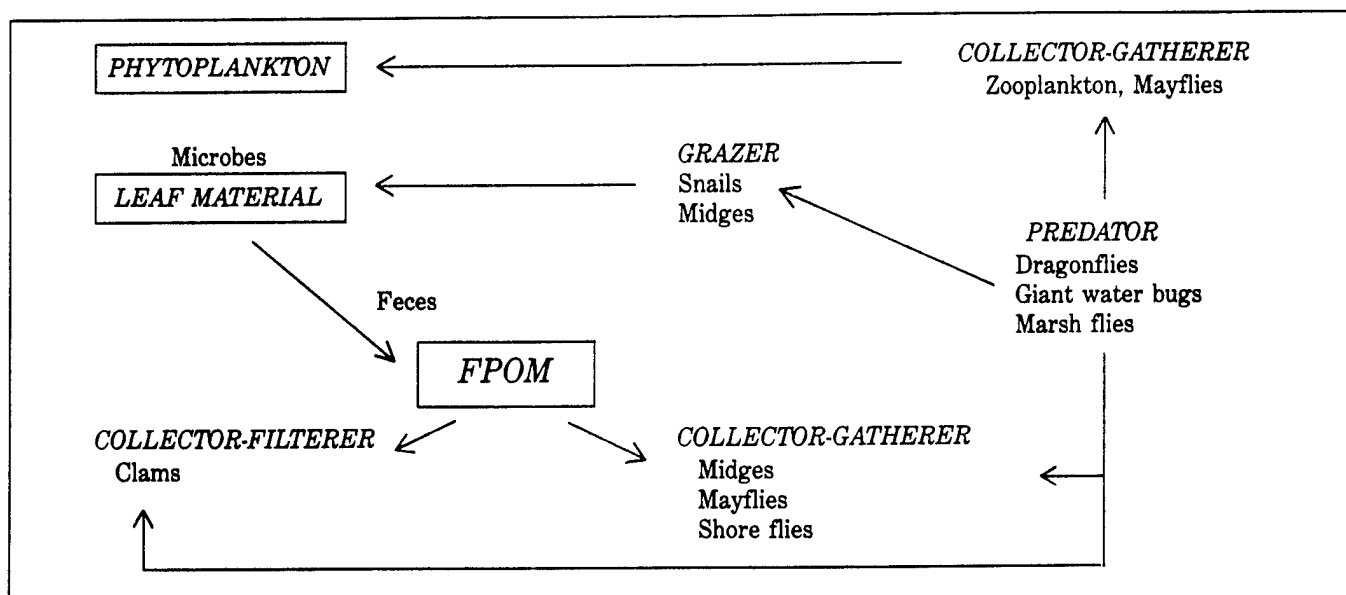 PHYTOPLANKTON
COLLECTOR-GATHERER
Zooplankton, Mayflies
Microbes
LEAF MATERIAL
GRAZER
Snails
Midges
PREDATOR
Dragonflies
Giant water bugs
Marsh flies
Feces
FPOM
COLLECTOR-FILTERER
Clams
COLLECTOR-GATHERER
Midges
Mayflies
Shore flies